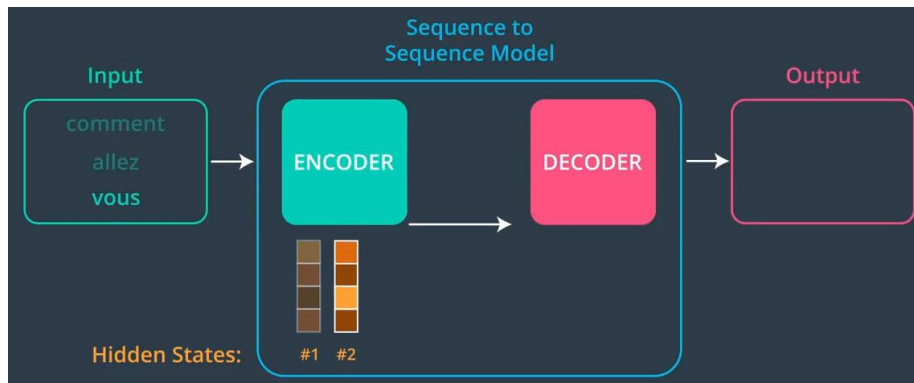 Sequence to
Sequence Model
Input
Output
comment
allez
vous
ENCODER
DECODER
Hidden States:
#1
#2